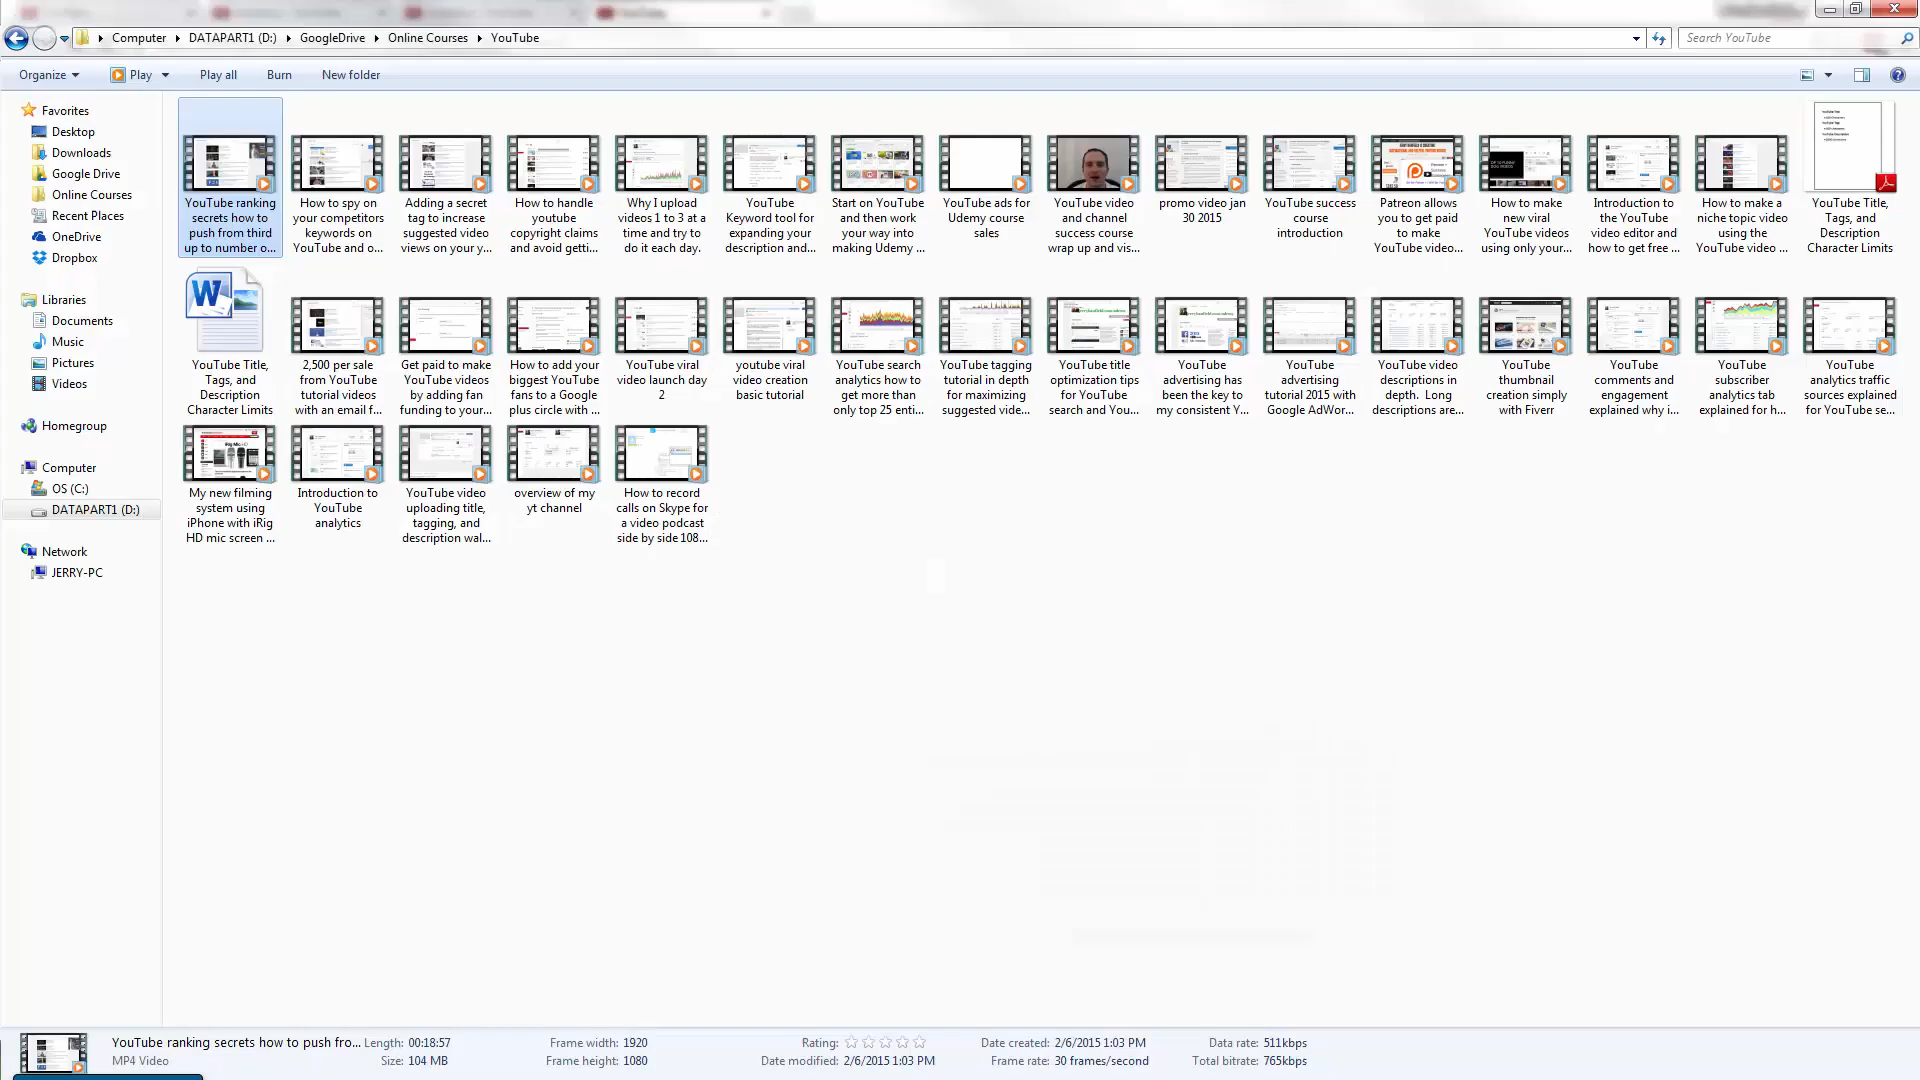 Computer
DATAPART1 (D:)
GoogleDrive
Online Courses
YouTube
Search YouTube
Organize
Play
Play all
Burn
New folder
Favorites
Desktop
Downloads
Google Drive
Online Courses
Recent Places
OneDrive
Dropbox
Libraries
Documents
Music
Pictures
Videos
Homegroup
Computer
OS (C:)
DATAPART1 (D:)
Network
JERRY-PC
YouTube ranking
secrets how to
push from third
up to number o...
How to spy on
your competitors
keywords on
YouTube and o...
Adding a secret
tag to increase
suggested video
views on your y...
How to handle
youtube
copyright claims
and avoid getti...
Why I upload
videos 1 to 3 at a
time and try to
do it each day.
YouTube
Keyword tool for
expanding your
description and...
Start on YouTube
and then work
your way into
making Udemy ...
YouTube ads for
Udemy course
sales
YouTube video
and channel
success course
wrap up and vis...
promo video jan
30 2015
YouTube success
course
introduction
Patreon allows
you to get paid
to make
YouTube video...
How to make
new viral
YouTube videos
using only your...
Introduction to
the YouTube
video editor and
how to get free ...
How to make a
niche topic video
using the
YouTube video ...
YouTube Title,
Tags, and
Description
Character Limits
YouTube Title,
Tags, and
Description
Character Limits
2,500 per sale
from YouTube
tutorial videos
with an email f...
Get paid to make
YouTube videos
by adding fan
funding to your...
How to add your
biggest YouTube
fans to a Google
plus circle with ...
YouTube viral
video launch day
2
youtube viral
video creation
basic tutorial
YouTube search
analytics how to
get more than
only top 25 enti...
YouTube tagging
tutorial in depth
for maximizing
suggested vide...
YouTube title
optimization tips
for YouTube
search and You...
YouTube
advertising has
been the key to
my consistent Y...
YouTube
advertising
tutorial 2015 with
Google AdWor...
YouTube video
descriptions in
depth.  Long
descriptions are...
YouTube
thumbnail
creation simply
with Fiverr
YouTube
comments and
engagement
explained why i...
YouTube
subscriber
analytics tab
explained for h...
YouTube
analytics traffic
sources explained
for YouTube se...
My new filming
system using
iPhone with iRig
HD mic screen ...
Introduction to
YouTube
analytics
YouTube video
uploading title,
tagging, and
description wal...
overview of my
yt channel
How to record
calls on Skype for
a video podcast
side by side 108...
YouTube ranking secrets how to push fro...
MP4 Video
Length: 00:18:57
Size: 104 MB
Frame width: 1920
Frame height: 1080
Rating:
Date modified: 2/6/2015 1:03 PM
Date created: 2/6/2015 1:03 PM
Frame rate: 30 frames/second
Data rate: 511kbps
Total bitrate: 765kbps